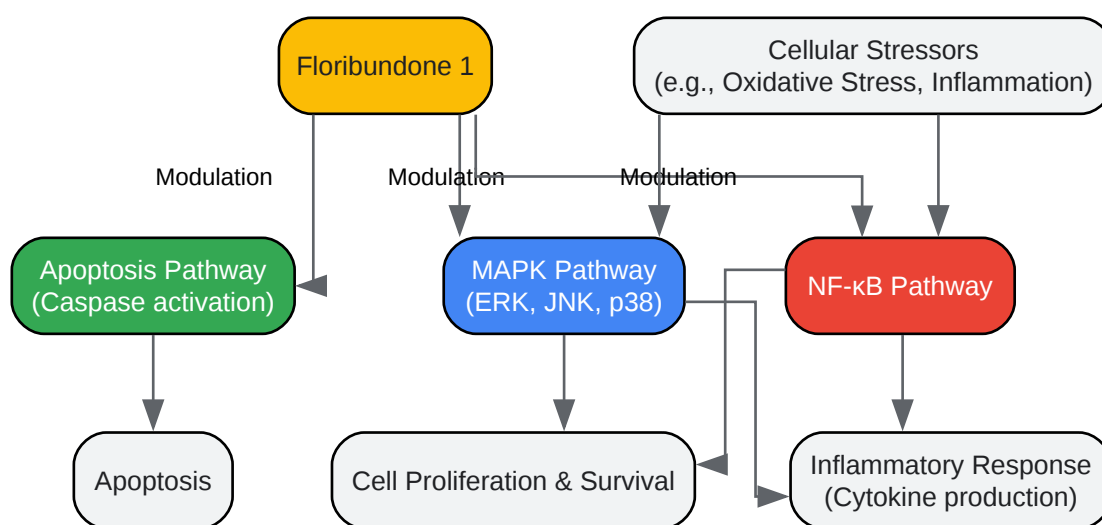 Floribundone 1
Cellular Stressors
(e.g., Oxidative Stress, Inflammation)
Modulation
Modulation
Modulation
Apoptosis Pathway
(Caspase activation)
MAPK Pathway
(ERK, JNK, p38)
NF-κB Pathway
Apoptosis
Cell Proliferation & Survival
Inflammatory Response
(Cytokine production)